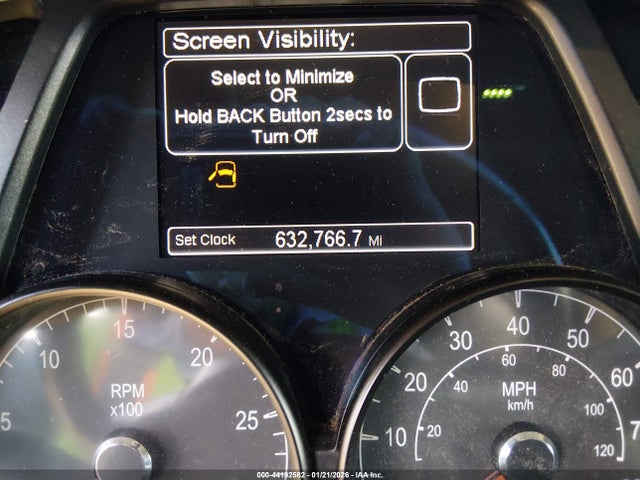 Screen Visibility:
Select to Minimize
OR
Hold BACK Button 2secs to
Turn Off
Set Clock 632,766.7 Mi
5 10 15 20 25
RPM
x100
10 20 30 40 50 60 7
20 40 60 80 100 120
MPH
km/h
000-44192582 - 01/21/2026 - IAA Inc.